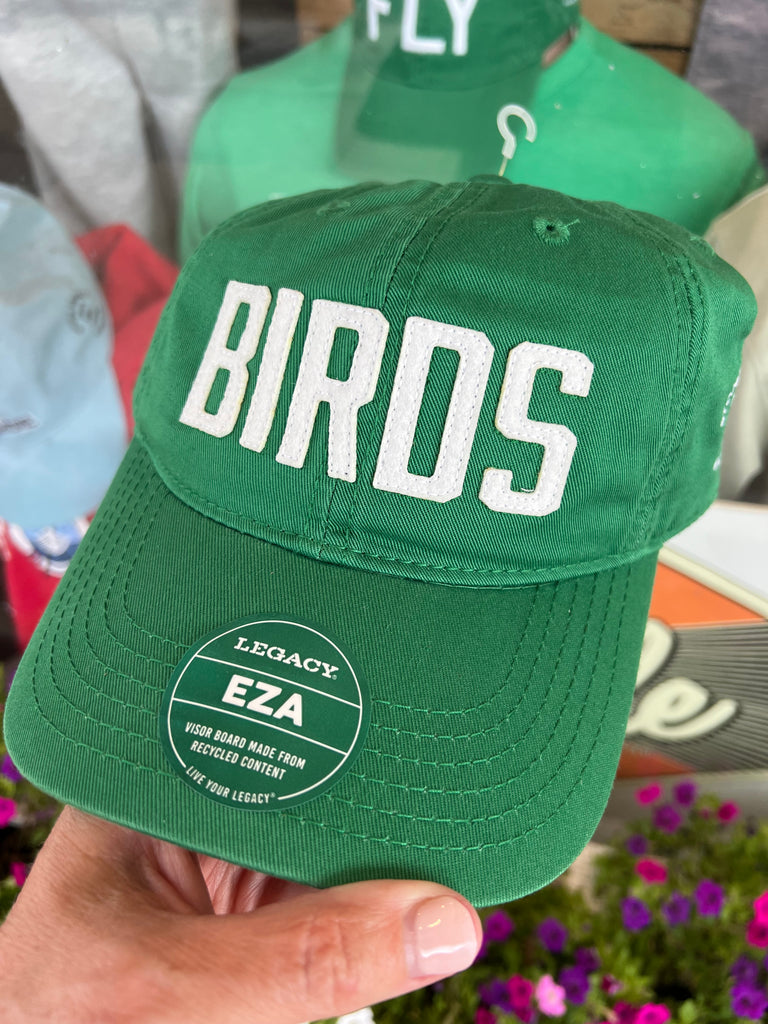 FLY
BIRDS
LEGACY®
EZA
VISOR BOARD MADE FROM
RECYCLED CONTENT
LIVE YOUR LEGACY®